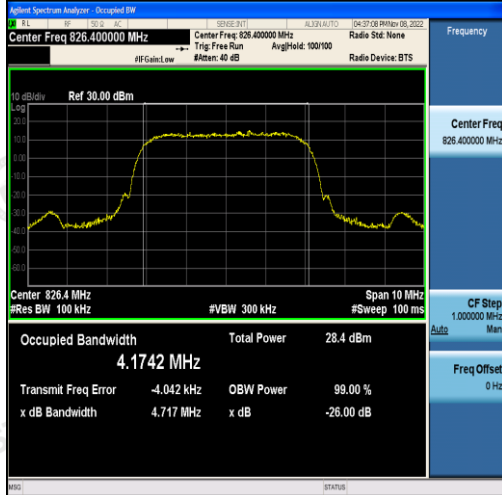 Agilent Spectrum Analyzer - Occupied BW
RL RF 50 Ω AC SENSE:INT ALIGN AUTO 04:37:08 PM Nov 08, 2022
Center Freq 826.400000 MHz Center Freq: 826.400000 MHz Radio Std: None
Trig: Free Run Avg|Hold: 100/100
#IFGain:Low #Atten: 40 dB Radio Device: BTS
Frequency
10 dB/div Ref 30.00 dBm
Log
20.0
10.0
0.00
-10.0
-20.0
-30.0
-40.0
-50.0
-60.0
Center Freq
826.400000 MHz
Center 826.4 MHz Span 10 MHz
#Res BW 100 kHz #VBW 300 kHz #Sweep 100 ms
CF Step
1.000000 MHz
Auto Man
Occupied Bandwidth Total Power 28.4 dBm
4.1742 MHz
Transmit Freq Error -4.042 kHz OBW Power 99.00 %
x dB Bandwidth 4.717 MHz x dB -26.00 dB
Freq Offset
0 Hz
MSG STATUS